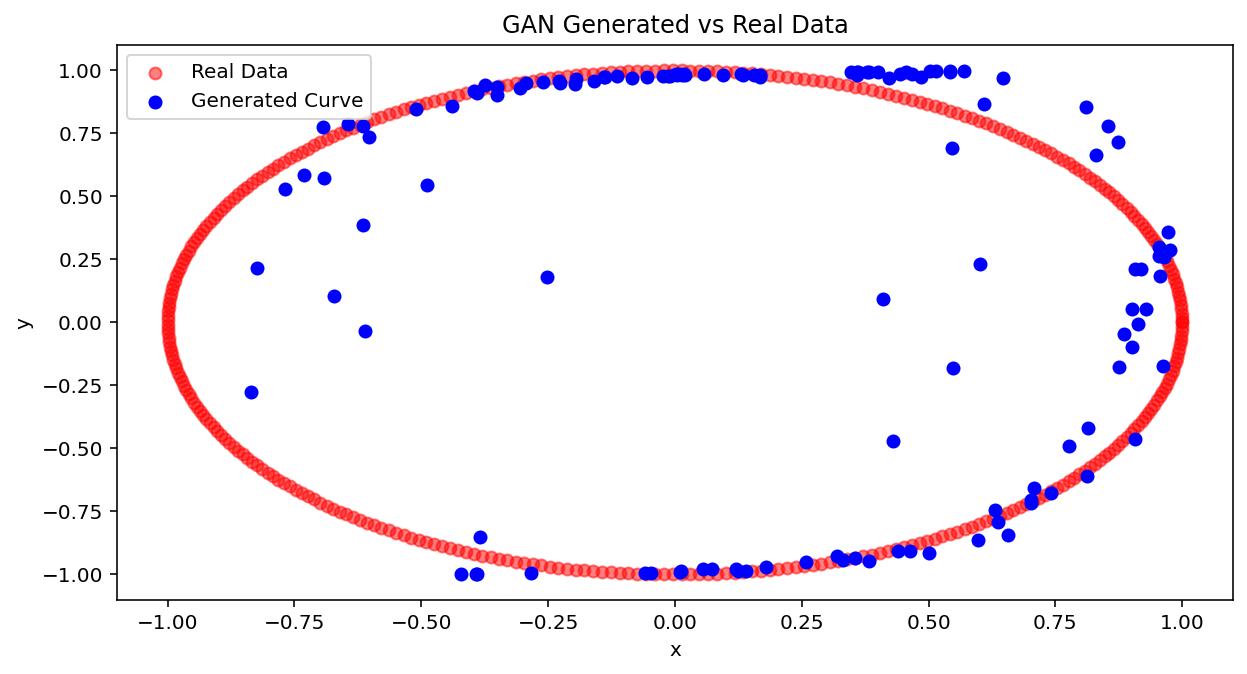 GAN Generated vs Real Data
Real Data
Generated Curve
1.00
0.75
0.50
0.25
0.00
−0.25
−0.50
−0.75
−1.00
y
−1.00 −0.75 −0.50 −0.25 0.00 0.25 0.50 0.75 1.00
x